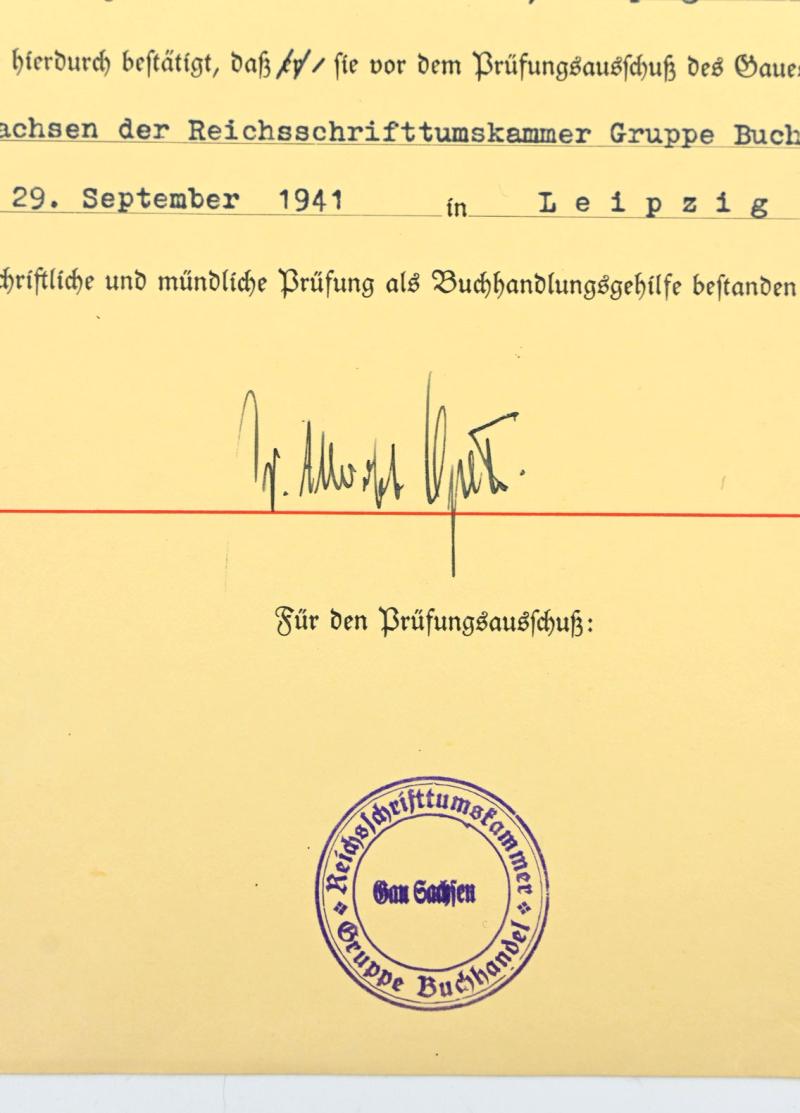 hierdurch bestätigt, daß sie vor dem Prüfungsausschuß des Gaues
achsen der Reichsschrifttumskammer Gruppe Buch
29. September 1941 in Leipzig
chriftliche und mündliche Prüfung als Buchhandlungsgehilfe bestanden
Für den Prüfungsausschuß:
Reichsschrifttumskammer
Gau Sachsen
Gruppe Buchhandel